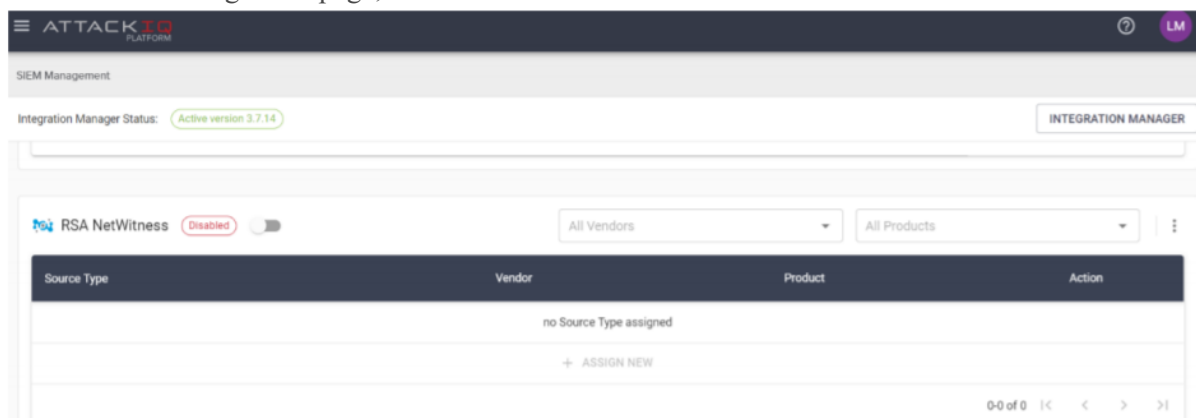 ATTACKIQ
PLATFORM
LM
SIEM Management
Integration Manager Status: Active version 3.7.14 INTEGRATION MANAGER
RSA NetWitness Disabled All Vendors All Products
Source Type Vendor Product Action
no Source Type assigned
+ ASSIGN NEW
0-0 of 0 |< < > >|